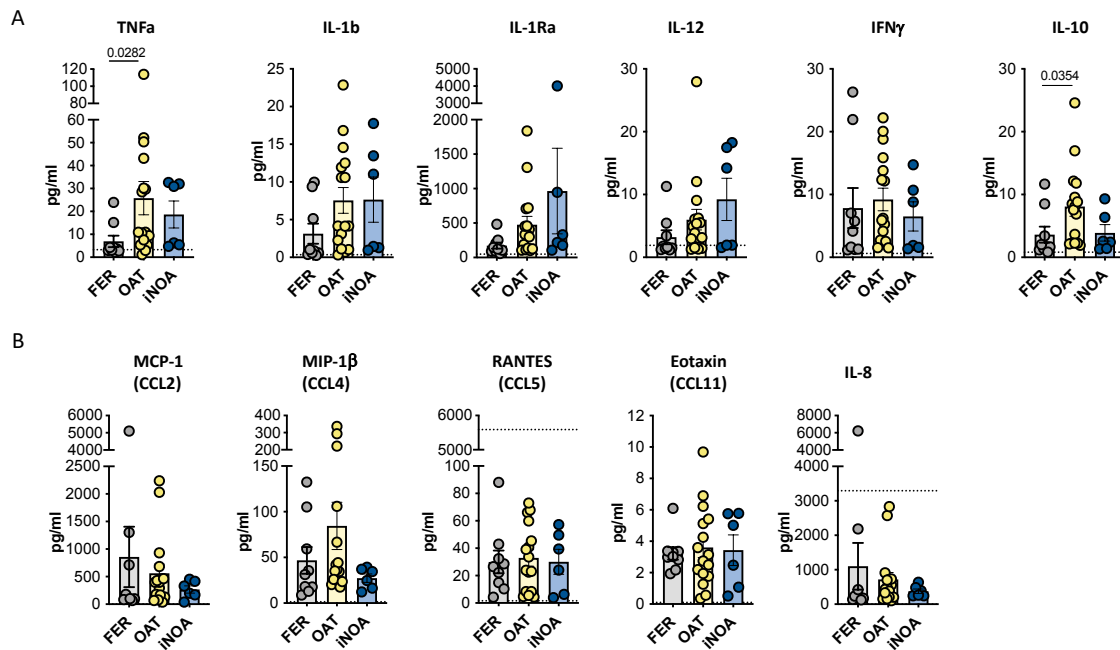 A
TNFa
IL-1b
IL-1Ra
IL-12
IFNγ
IL-10
0.0282
0.0354
pg/ml
120
100
80
60
40
20
0
FER
OAT
iNOA
pg/ml
25
20
15
10
5
0
FER
OAT
iNOA
pg/ml
5000
4000
3000
2000
1500
1000
500
0
FER
OAT
iNOA
pg/ml
30
20
10
0
FER
OAT
iNOA
pg/ml
30
20
10
0
FER
OAT
iNOA
pg/ml
30
20
10
0
FER
OAT
iNOA
B
MCP-1
(CCL2)
MIP-1β
(CCL4)
RANTES
(CCL5)
Eotaxin
(CCL11)
IL-8
pg/ml
6000
5000
4000
2500
2000
1500
1000
500
0
FER
OAT
iNOA
pg/ml
400
300
200
150
100
50
0
FER
OAT
iNOA
pg/ml
6000
5000
100
80
60
40
20
0
FER
OAT
iNOA
pg/ml
12
10
8
6
4
2
0
FER
OAT
iNOA
pg/ml
8000
6000
4000
3000
2000
1000
0
FER
OAT
iNOA